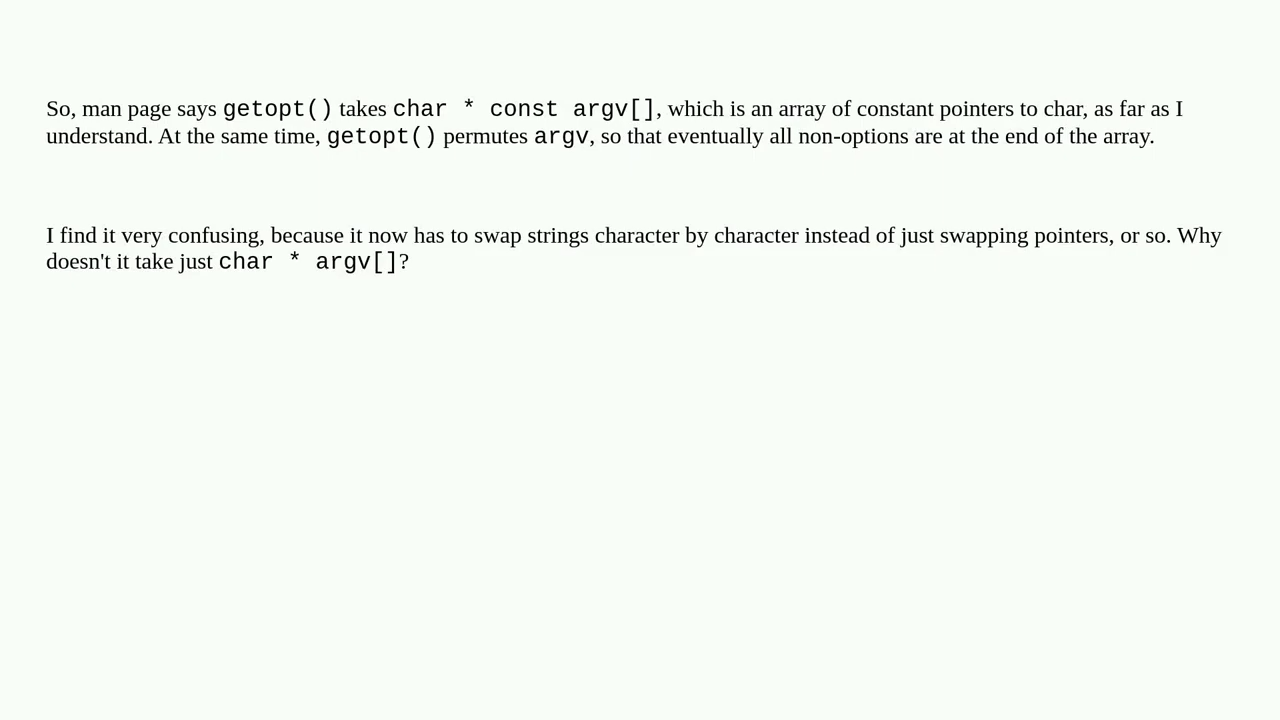 So, man page says getopt() takes char * const argv[], which is an array of constant pointers to char, as far as I
understand. At the same time, getopt() permutes argv, so that eventually all non-options are at the end of the array.
I find it very confusing, because it now has to swap strings character by character instead of just swapping pointers, or so. Why
doesn't it take just char * argv[]?